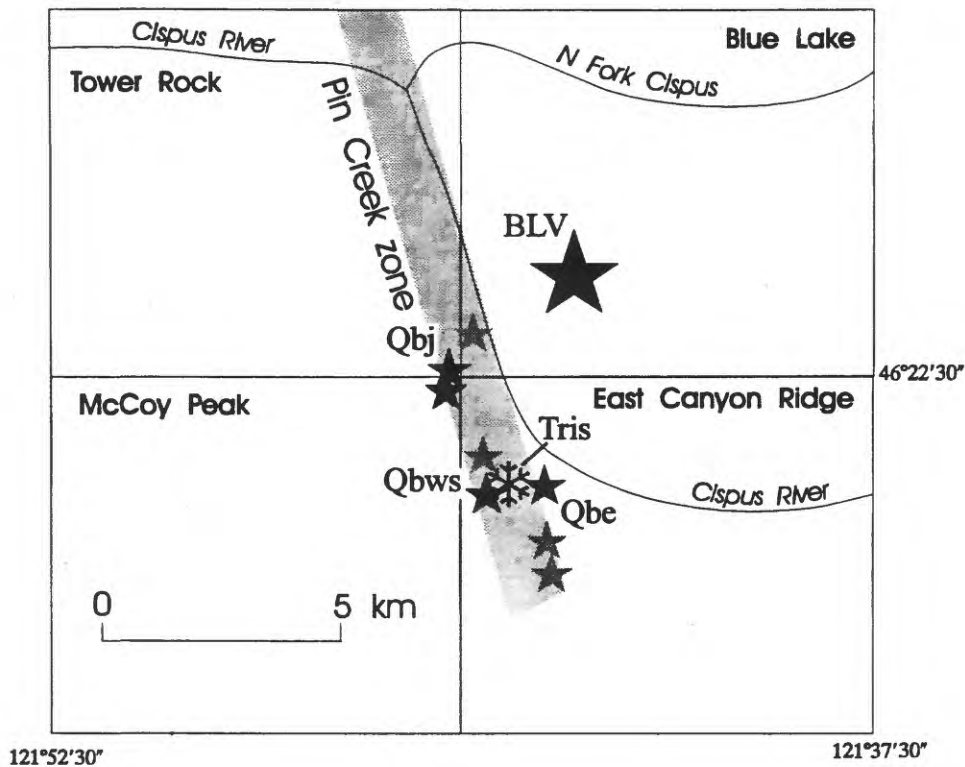 Cispus River
Blue Lake
Tower Rock
N Fork Cispus
Pin Creek zone
BLV
Qbj
46°22'30"
McCoy Peak
East Canyon Ridge
Tris
Qbws
Cispus River
Qbe
0 5 km
121°52'30"
121°37'30"